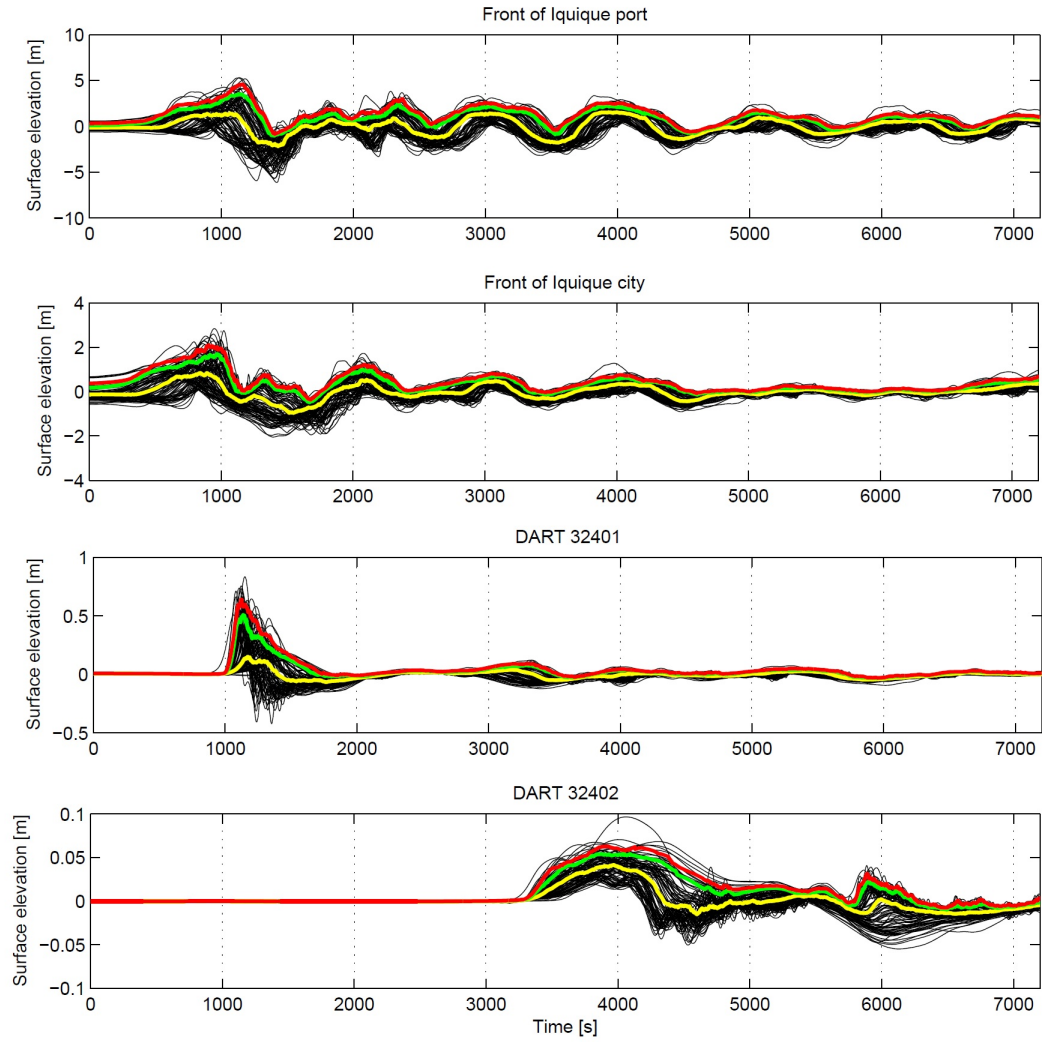 Front of Iquique port
Surface elevation [m]
10
5
0
−5
−10
0 1000 2000 3000 4000 5000 6000 7000
Front of Iquique city
Surface elevation [m]
4
2
0
−2
−4
0 1000 2000 3000 4000 5000 6000 7000
DART 32401
Surface elevation [m]
1
0.5
0
−0.5
0 1000 2000 3000 4000 5000 6000 7000
DART 32402
Surface elevation [m]
0.1
0.05
0
−0.05
−0.1
0 1000 2000 3000 4000 5000 6000 7000
Time [s]